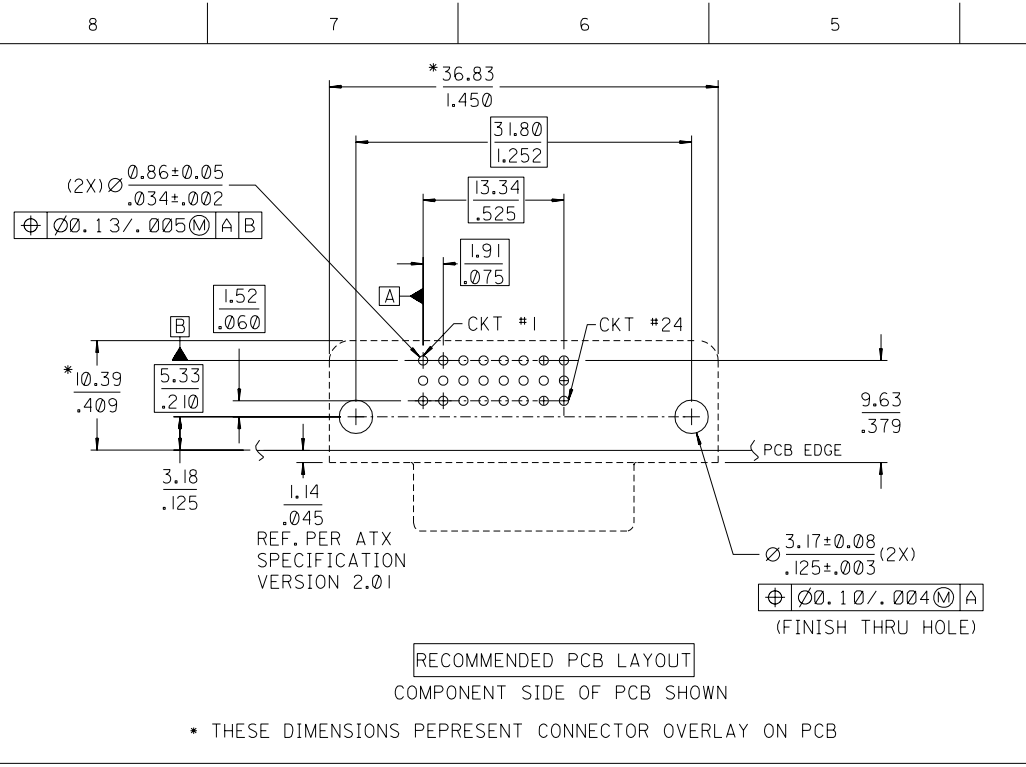 8 7 6 5
*36.83
1.450
31.80
1.252
(2X) Ø 0.86±0.05
.034±.002
13.34
.525
⌖ Ø0.13/.005Ⓜ A B
1.91
.075
A
1.52
.060
B
CKT #1
CKT #24
*10.39
.409
5.33
.210
9.63
.379
PCB EDGE
3.18
.125
1.14
.045
REF. PER ATX
SPECIFICATION
VERSION 2.01
Ø 3.17±0.08 (2X)
.125±.003
⌖ Ø0.10/.004Ⓜ A
(FINISH THRU HOLE)
RECOMMENDED PCB LAYOUT
COMPONENT SIDE OF PCB SHOWN
* THESE DIMENSIONS PEPRESENT CONNECTOR OVERLAY ON PCB